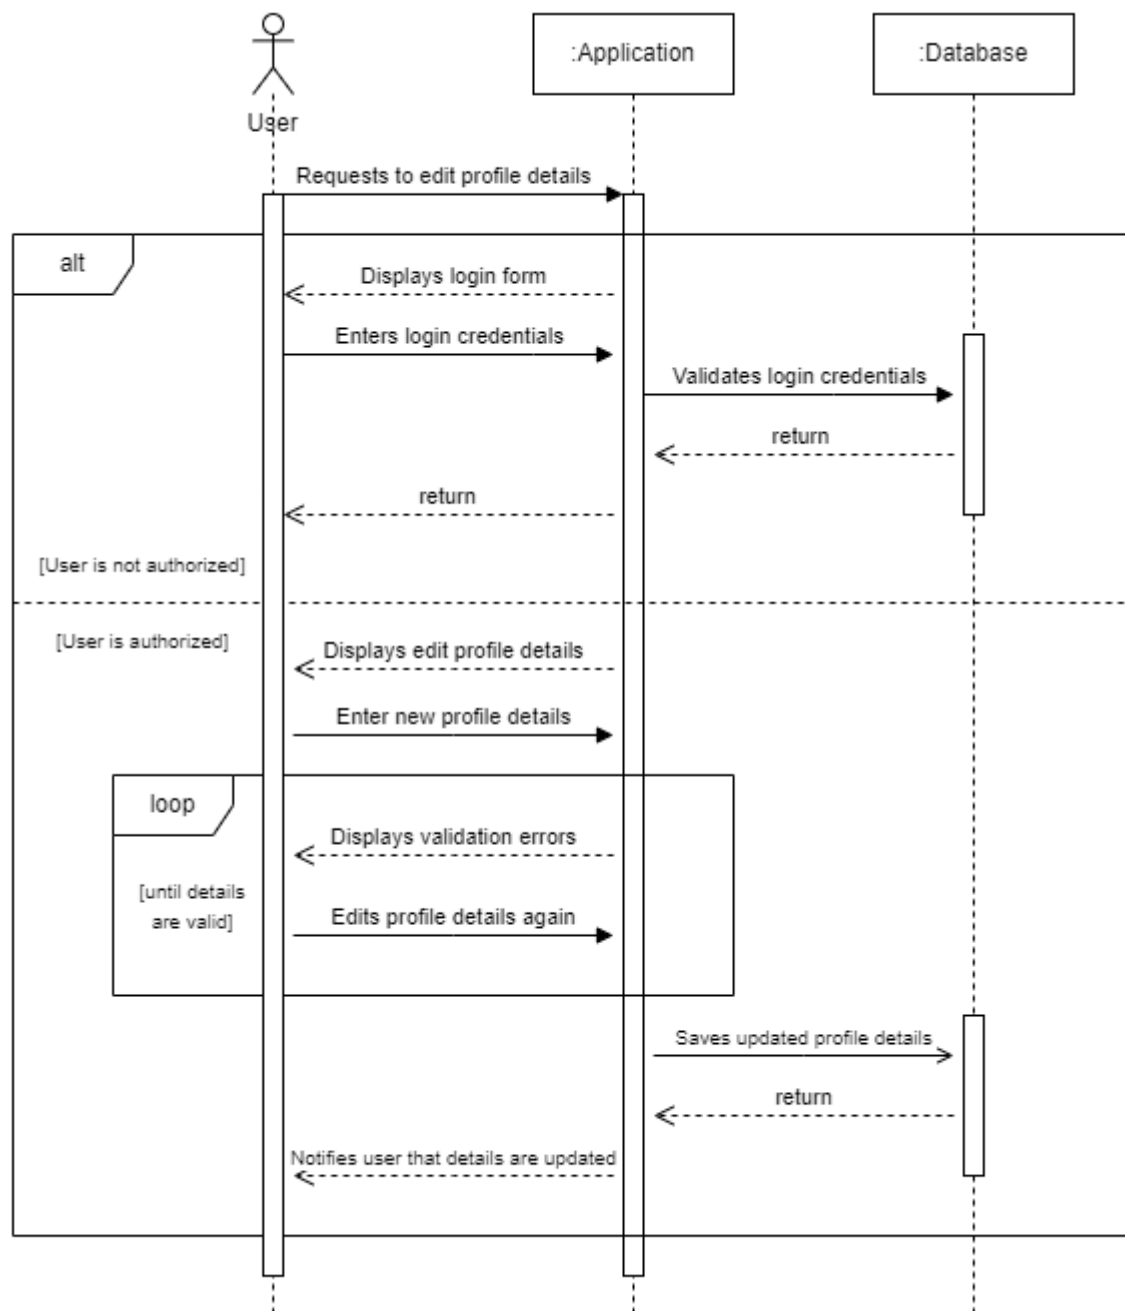 :Application
:Database
User
Requests to edit profile details
alt
Displays login form
Enters login credentials
Validates login credentials
return
return
[User is not authorized]
[User is authorized]
Displays edit profile details
Enter new profile details
loop
Displays validation errors
[until details
are valid]
Edits profile details again
Saves updated profile details
return
Notifies user that details are updated